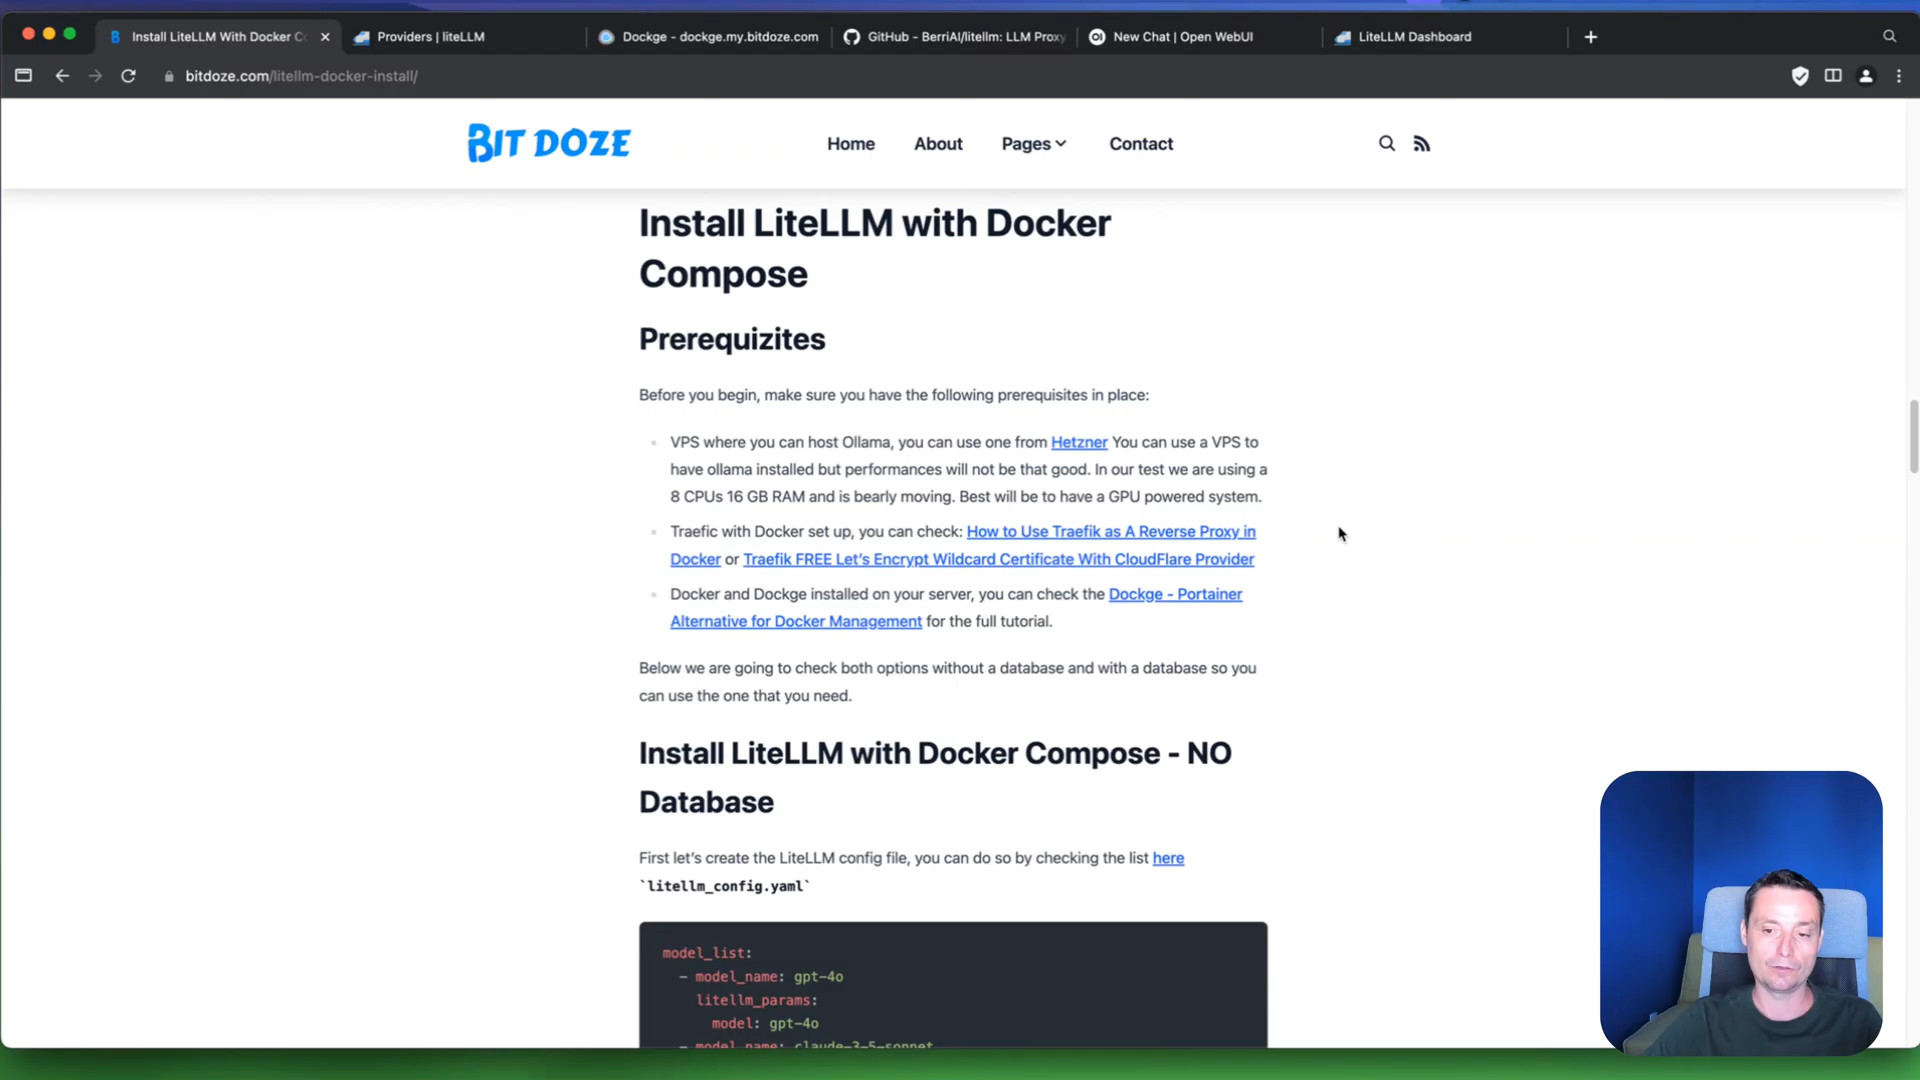 Install LiteLLM With Docker C
Providers | liteLLM
Dockge - dockge.my.bitdoze.com
GitHub - BerriAI/litellm: LLM Proxy
New Chat | Open WebUI
LiteLLM Dashboard
bitdoze.com/litellm-docker-install/
BIT DOZE
Home
About
Pages
Contact
Install LiteLLM with Docker
Compose
Prerequizites
Before you begin, make sure you have the following prerequisites in place:
VPS where you can host Ollama, you can use one from Hetzner You can use a VPS to
have ollama installed but performances will not be that good. In our test we are using a
8 CPUs 16 GB RAM and is bearly moving. Best will be to have a GPU powered system.
Traefic with Docker set up, you can check: How to Use Traefik as A Reverse Proxy in
Docker or Traefik FREE Let's Encrypt Wildcard Certificate With CloudFlare Provider
Docker and Dockge installed on your server, you can check the Dockge - Portainer
Alternative for Docker Management for the full tutorial.
Below we are going to check both options without a database and with a database so you
can use the one that you need.
Install LiteLLM with Docker Compose - NO
Database
First let's create the LiteLLM config file, you can do so by checking the list here
`litellm_config.yaml`
model_list:
- model_name: gpt-4o
litellm_params:
model: gpt-4o
- model_name: claude-3-5-sonnet